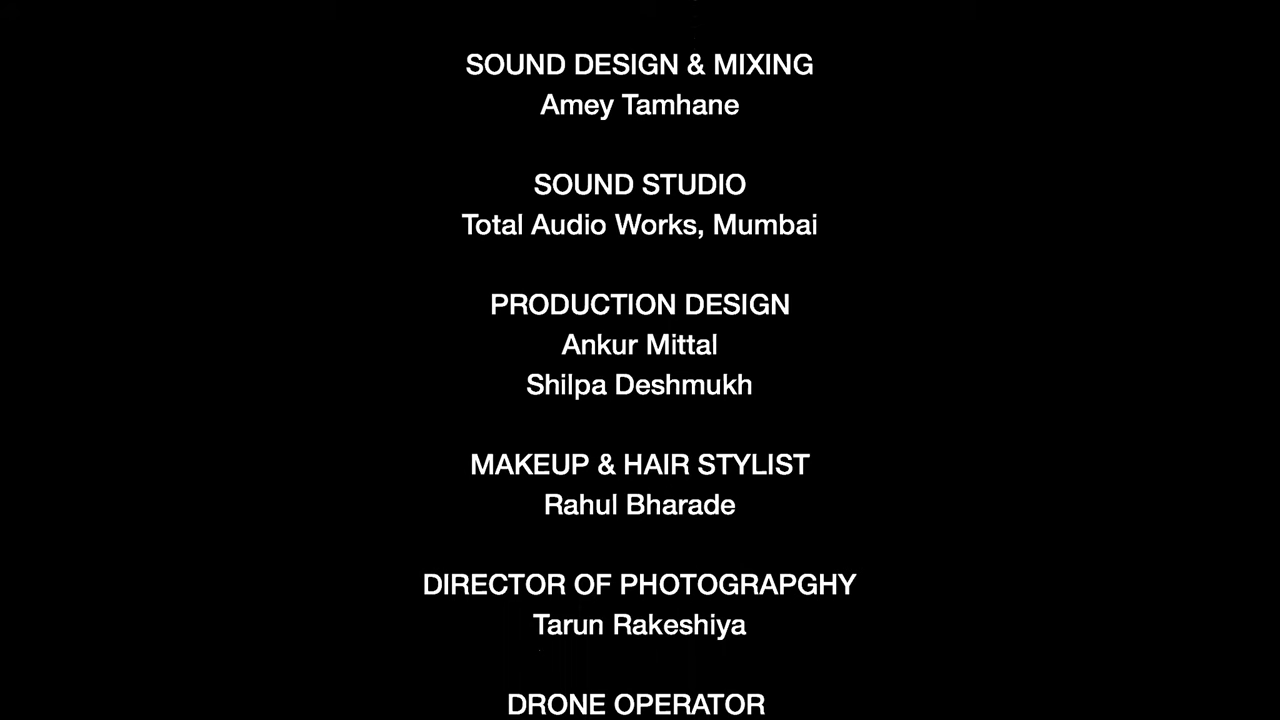 SOUND DESIGN & MIXING
Amey Tamhane
SOUND STUDIO
Total Audio Works, Mumbai
PRODUCTION DESIGN
Ankur Mittal
Shilpa Deshmukh
MAKEUP & HAIR STYLIST
Rahul Bharade
DIRECTOR OF PHOTOGRAPGHY
Tarun Rakeshiya
DRONE OPERATOR